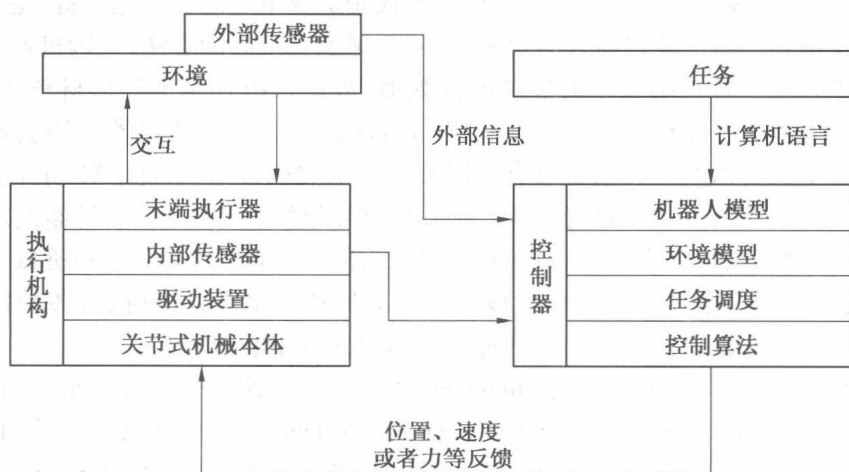 外部传感器
环境
任务
交互
外部信息
计算机语言
执行机构
末端执行器
内部传感器
驱动装置
关节式机械本体
控制器
机器人模型
环境模型
任务调度
控制算法
位置、速度
或者力等反馈